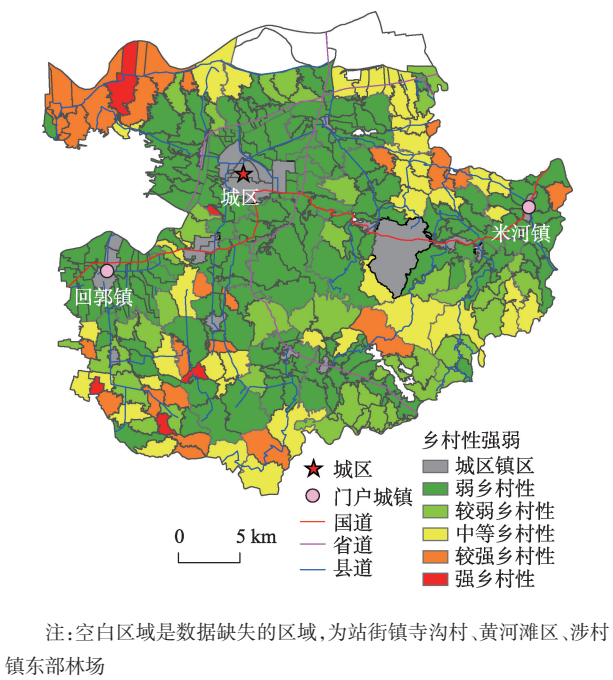 城区
米河镇
回郭镇
乡村性强弱
城区
城区镇区
门户城镇
弱乡村性
国道
较弱乡村性
省道
中等乡村性
县道
较强乡村性
强乡村性
0 5 km
注:空白区域是数据缺失的区域,为站街镇寺沟村、黄河滩区、涉村
镇东部林场